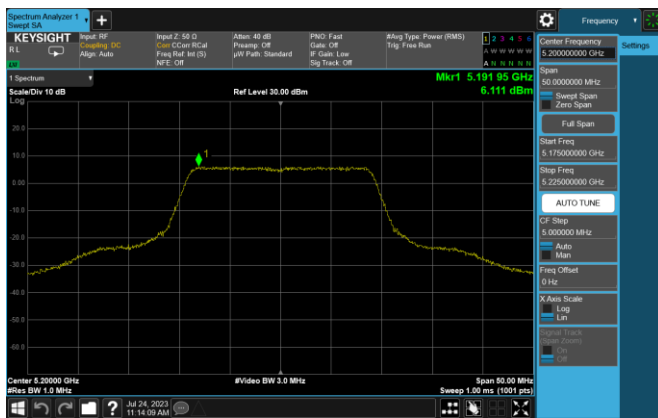 Spectrum Analyzer 1
Swept SA
Frequency
KEYSIGHT
RL
Input: RF
Coupling: DC
Align: Auto
Input Z: 50 Ω
Corr CCorr RCal
Freq Ref: Int (S)
NFE: Off
Atten: 40 dB
Preamp: Off
µW Path: Standard
PNO: Fast
Gate: Off
IF Gain: Low
Sig Track: Off
#Avg Type: Power (RMS)
Trig: Free Run
1 2 3 4 5 6
A W W W W W
A N N N N N
1 Spectrum
Scale/Div 10 dB
Log
Ref Level 30.00 dBm
Mkr1 5.191 95 GHz
6.111 dBm
20.0
10.0
0.00
-10.0
-20.0
-30.0
-40.0
-50.0
-60.0
1
Center 5.20000 GHz
#Res BW 1.0 MHz
#Video BW 3.0 MHz
Span 50.00 MHz
Sweep 1.00 ms (1001 pts)
Center Frequency
5.200000000 GHz
Settings
Span
50.0000000 MHz
Swept Span
Zero Span
Full Span
Start Freq
5.175000000 GHz
Stop Freq
5.225000000 GHz
AUTO TUNE
CF Step
5.000000 MHz
Auto
Man
Freq Offset
0 Hz
X Axis Scale
Log
Lin
Signal Track
(Span Zoom)
On
Off
Jul 24, 2023
11:14:09 AM